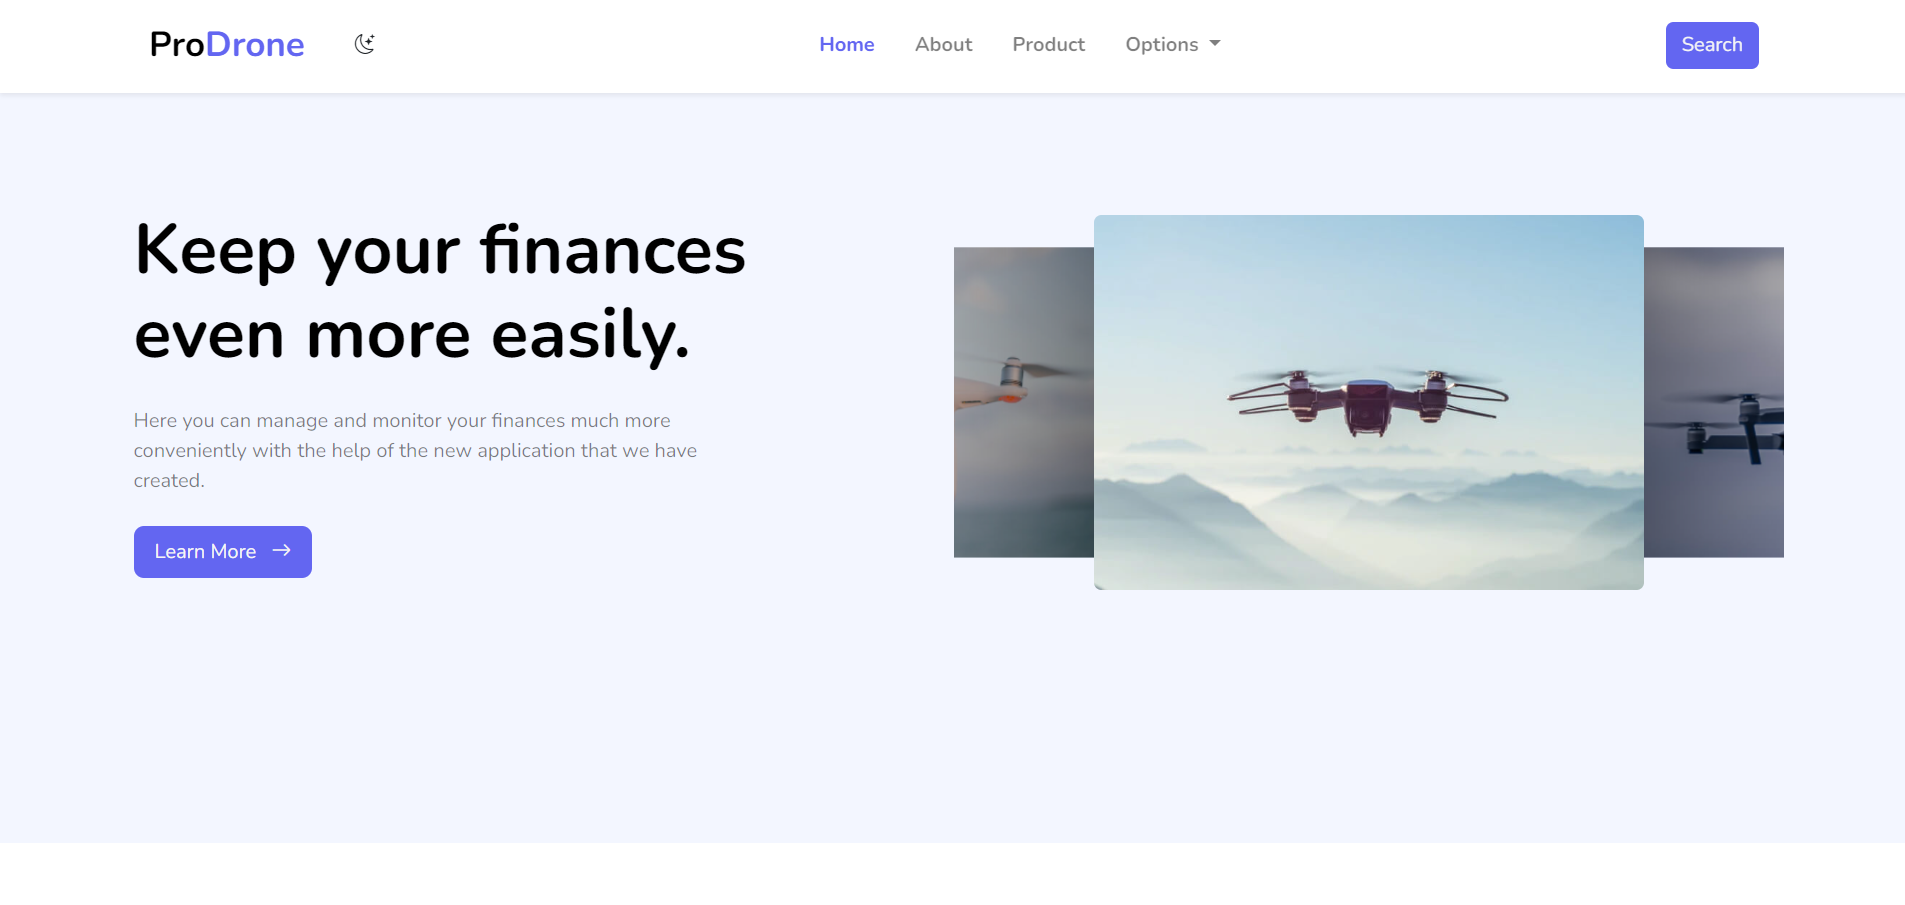 ProDrone
Home
About
Product
Options
Search
Keep your finances
even more easily.
Here you can manage and monitor your finances much more
conveniently with the help of the new application that we have
created.
Learn More